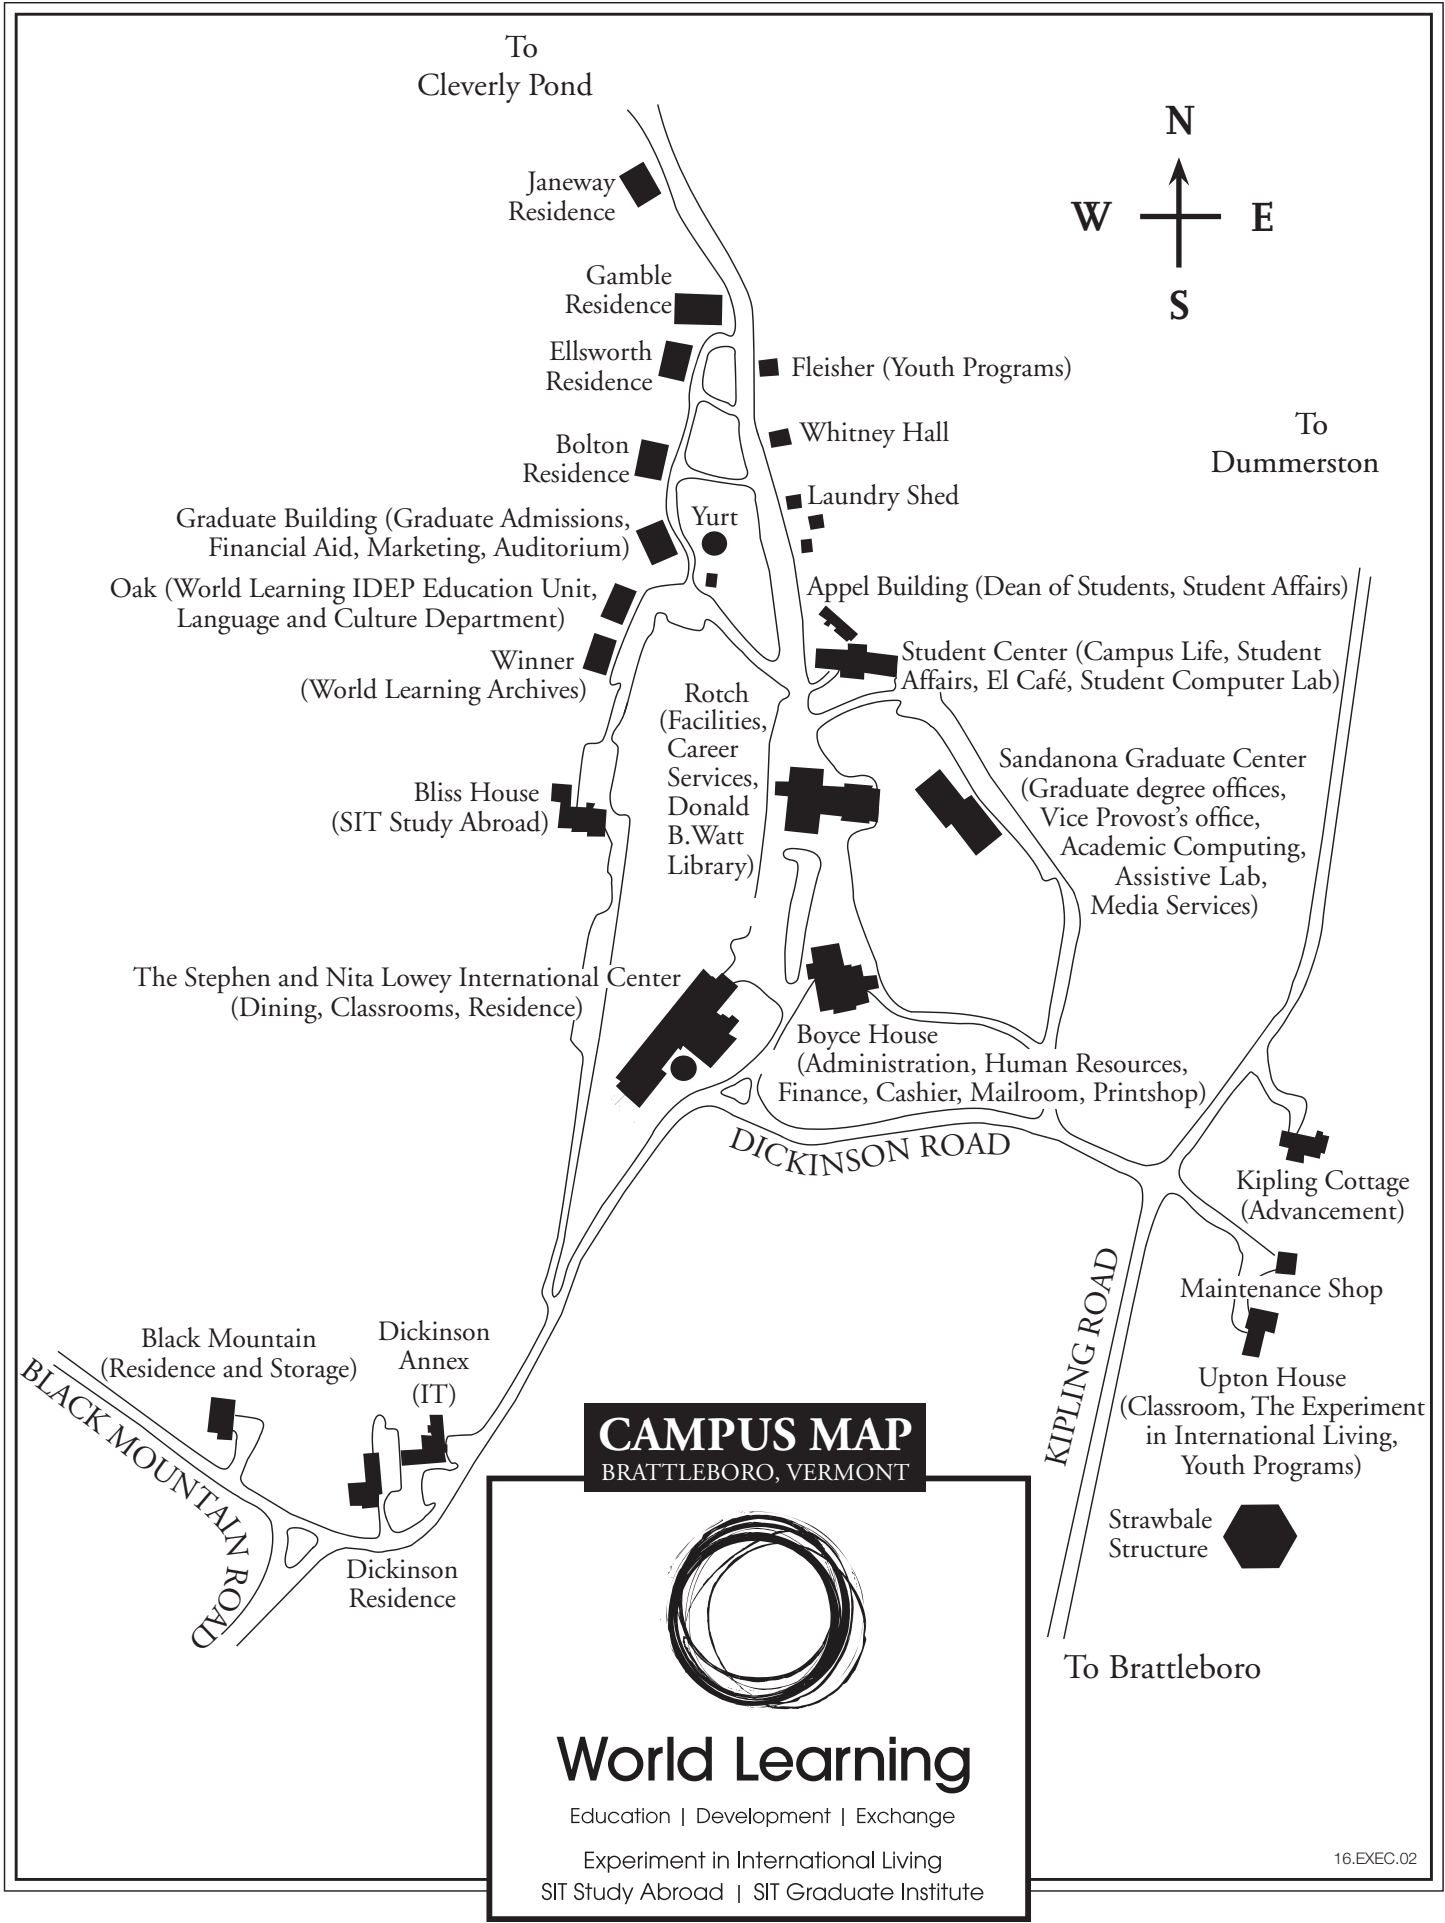 To
Cleverly Pond
N
W E
S
Janeway
Residence
Gamble
Residence
Ellsworth
Residence
Fleisher (Youth Programs)
To
Dummerston
Whitney Hall
Bolton
Residence
Laundry Shed
Graduate Building (Graduate Admissions,
Financial Aid, Marketing, Auditorium)
Yurt
Oak (World Learning IDEP Education Unit,
Language and Culture Department)
Appel Building (Dean of Students, Student Affairs)
Winner
(World Learning Archives)
Student Center (Campus Life, Student
Affairs, El Café, Student Computer Lab)
Rotch
(Facilities,
Career
Services,
Donald
B.Watt
Library)
Sandanona Graduate Center
(Graduate degree offices,
Vice Provost's office,
Academic Computing,
Assistive Lab,
Media Services)
Bliss House
(SIT Study Abroad)
The Stephen and Nita Lowey International Center
(Dining, Classrooms, Residence)
Boyce House
(Administration, Human Resources,
Finance, Cashier, Mailroom, Printshop)
DICKINSON ROAD
Kipling Cottage
(Advancement)
KIPLING ROAD
Maintenance Shop
Upton House
(Classroom, The Experiment
in International Living,
Youth Programs)
Black Mountain
(Residence and Storage)
Dickinson
Annex
(IT)
BLACK MOUNTAIN ROAD
Dickinson
Residence
Strawbale
Structure
To Brattleboro
CAMPUS MAP
BRATTLEBORO, VERMONT
World Learning
Education | Development | Exchange
Experiment in International Living
SIT Study Abroad | SIT Graduate Institute
16.EXEC.02